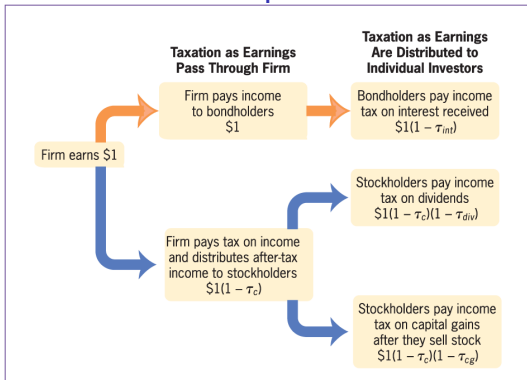 Taxation as Earnings
Pass Through Firm
Taxation as Earnings
Are Distributed to
Individual Investors
Firm earns $1
Firm pays income
to bondholders
$1
Bondholders pay income
tax on interest received
$1(1 – τint)
Firm pays tax on income
and distributes after-tax
income to stockholders
$1(1 – τc)
Stockholders pay income
tax on dividends
$1(1 – τc)(1 – τdiv)
Stockholders pay income
tax on capital gains
after they sell stock
$1(1 – τc)(1 – τcg)